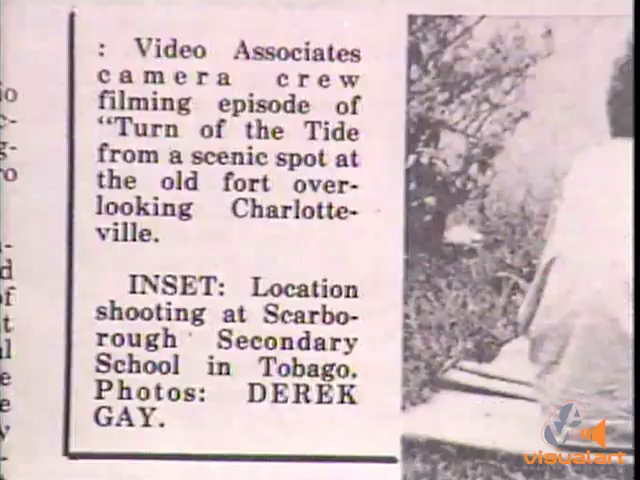 : Video Associates
camera crew
filming episode of
“Turn of the Tide
from a scenic spot at
the old fort over-
looking Charlotte-
ville.
INSET: Location
shooting at Scarbo-
rough Secondary
School in Tobago.
Photos: DEREK
GAY.
visualart